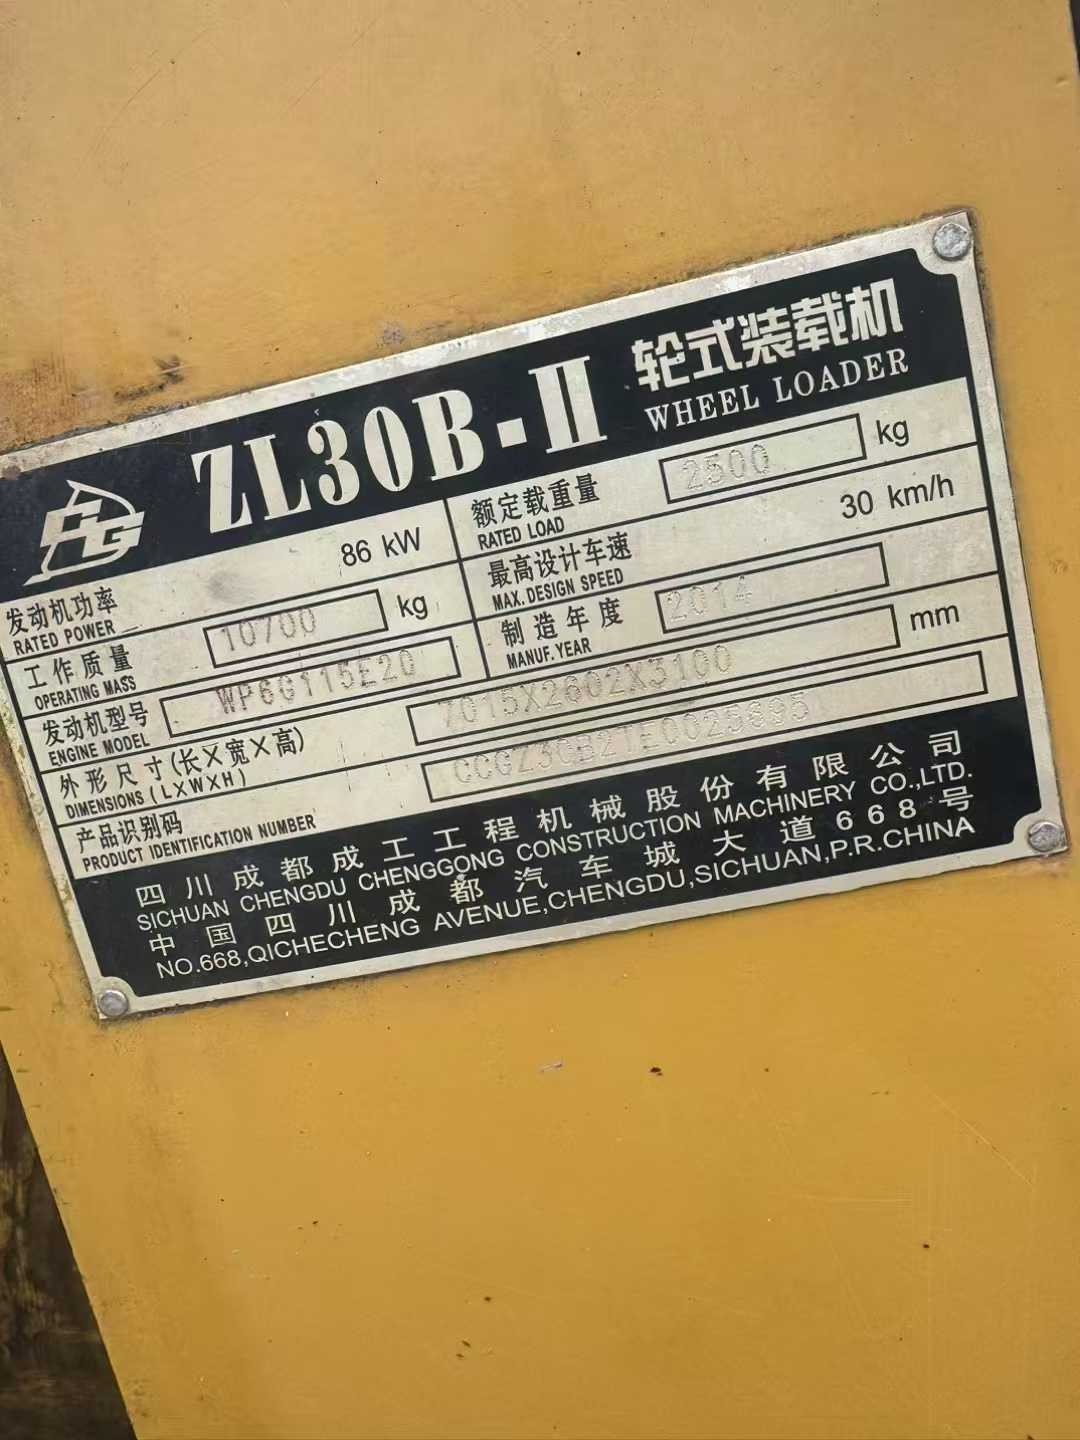 CG
ZL30B-II 轮式装载机
WHEEL LOADER
发动机功率 86 kW
RATED POWER
额定载重量 2500 kg
RATED LOAD
工作质量 10700 kg
OPERATING MASS
最高设计车速 30 km/h
MAX. DESIGN SPEED
发动机型号 WP6G115E20
ENGINE MODEL
制造年度 2014
MANUF. YEAR
外形尺寸(长×宽×高) 7015X2602X3100 mm
DIMENSIONS (L×W×H)
产品识别码 CCGZ30B2TE0025695
PRODUCT IDENTIFICATION NUMBER
四川成都成工工程机械股份有限公司
SICHUAN CHENGDU CHENGGONG CONSTRUCTION MACHINERY CO.,LTD.
中国四川成都汽车城大道668号
NO.668,QICHECHENG AVENUE,CHENGDU,SICHUAN,P.R.CHINA